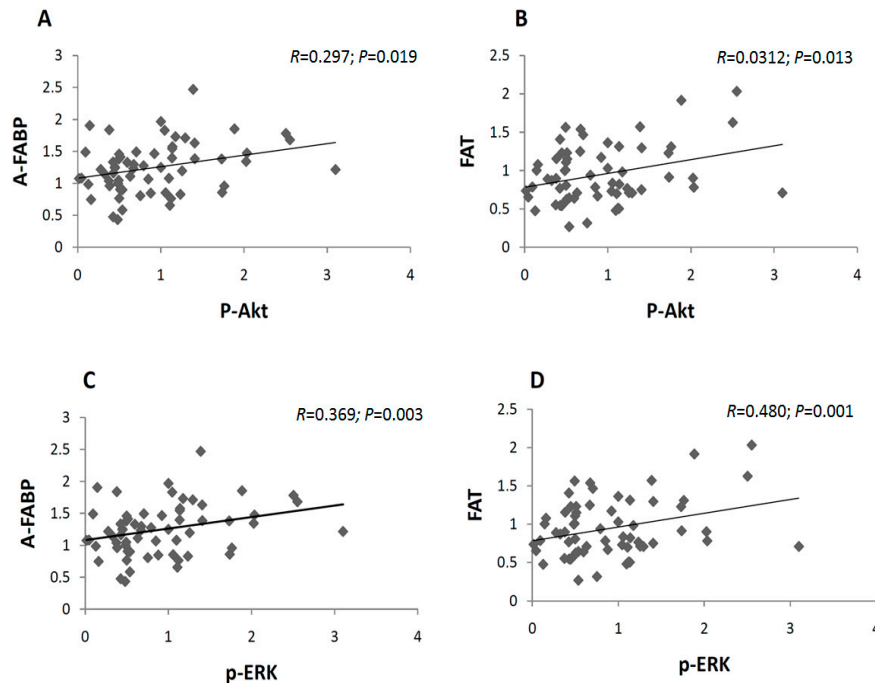 A
R=0.297; P=0.019
A-FABP
3
2.5
2
1.5
1
0.5
0
0 1 2 3 4
P-Akt
B
R=0.0312; P=0.013
FAT
2.5
2
1.5
1
0.5
0
0 1 2 3 4
P-Akt
C
R=0.369; P=0.003
A-FABP
3
2.5
2
1.5
1
0.5
0
0 1 2 3 4
p-ERK
D
R=0.480; P=0.001
FAT
2.5
2
1.5
1
0.5
0
0 1 2 3 4
p-ERK